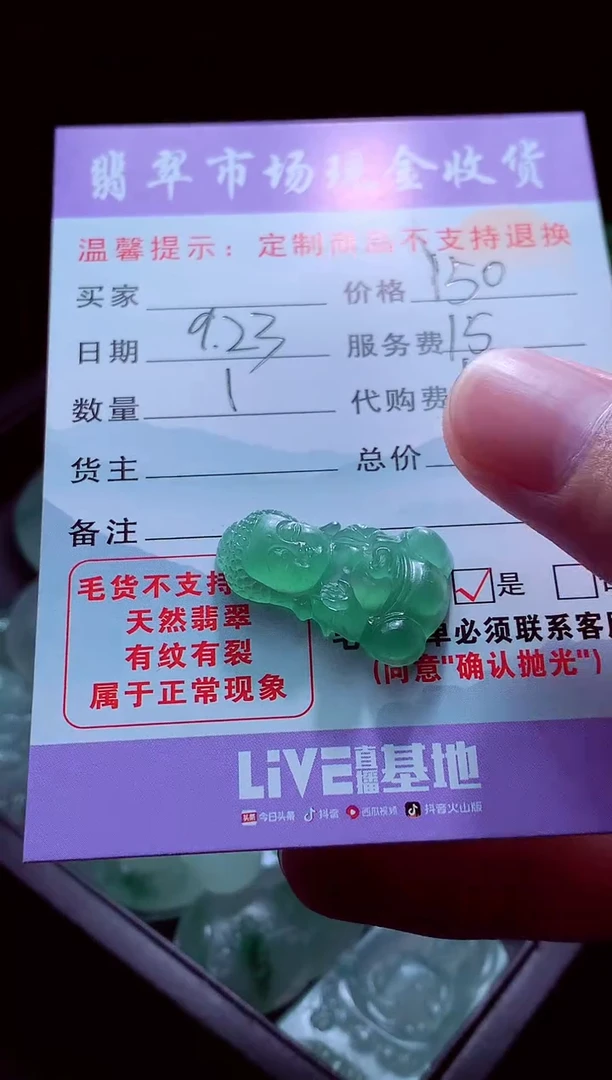 翡翠市场现金收货
温馨提示：定制商品不支持退换
买家 价格 150
日期 9.23 服务费 15
数量 1 代购费
货主 总价
备注
毛货不支持
天然翡翠
有纹有裂
属于正常现象
是
单必须联系客
(同意"确认抛光")
LiVE直播基地
头条 今日头条 抖音 西瓜视频 抖音火山版